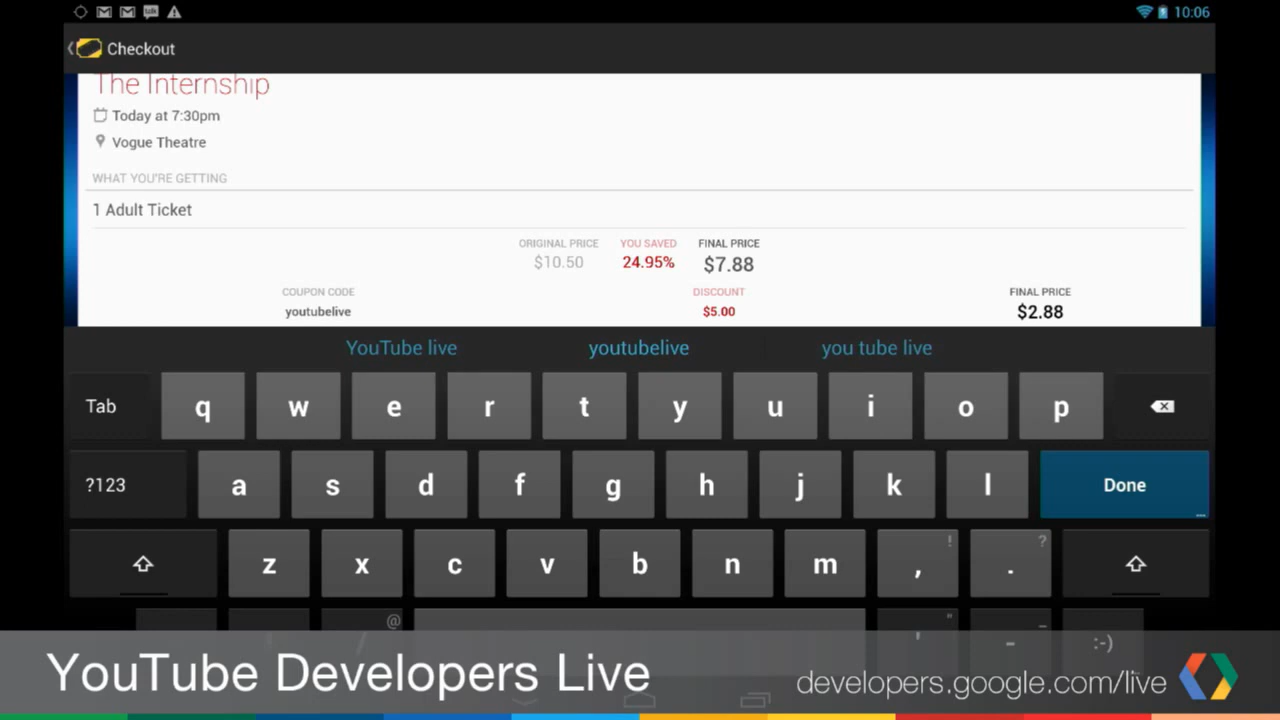 talk
10:06
Checkout
The Internship
Today at 7:30pm
Vogue Theatre
WHAT YOU'RE GETTING
1 Adult Ticket
ORIGINAL PRICE YOU SAVED FINAL PRICE
$10.50 24.95% $7.88
COUPON CODE DISCOUNT FINAL PRICE
youtubelive $5.00 $2.88
YouTube live youtubelive you tube live
Tab q w e r t y u i o p
?123 a s d f g h j k l Done
...
! ?
z x c v b n m , .
@ " _
/ ' - :-)
YouTube Developers Live
developers.google.com/live